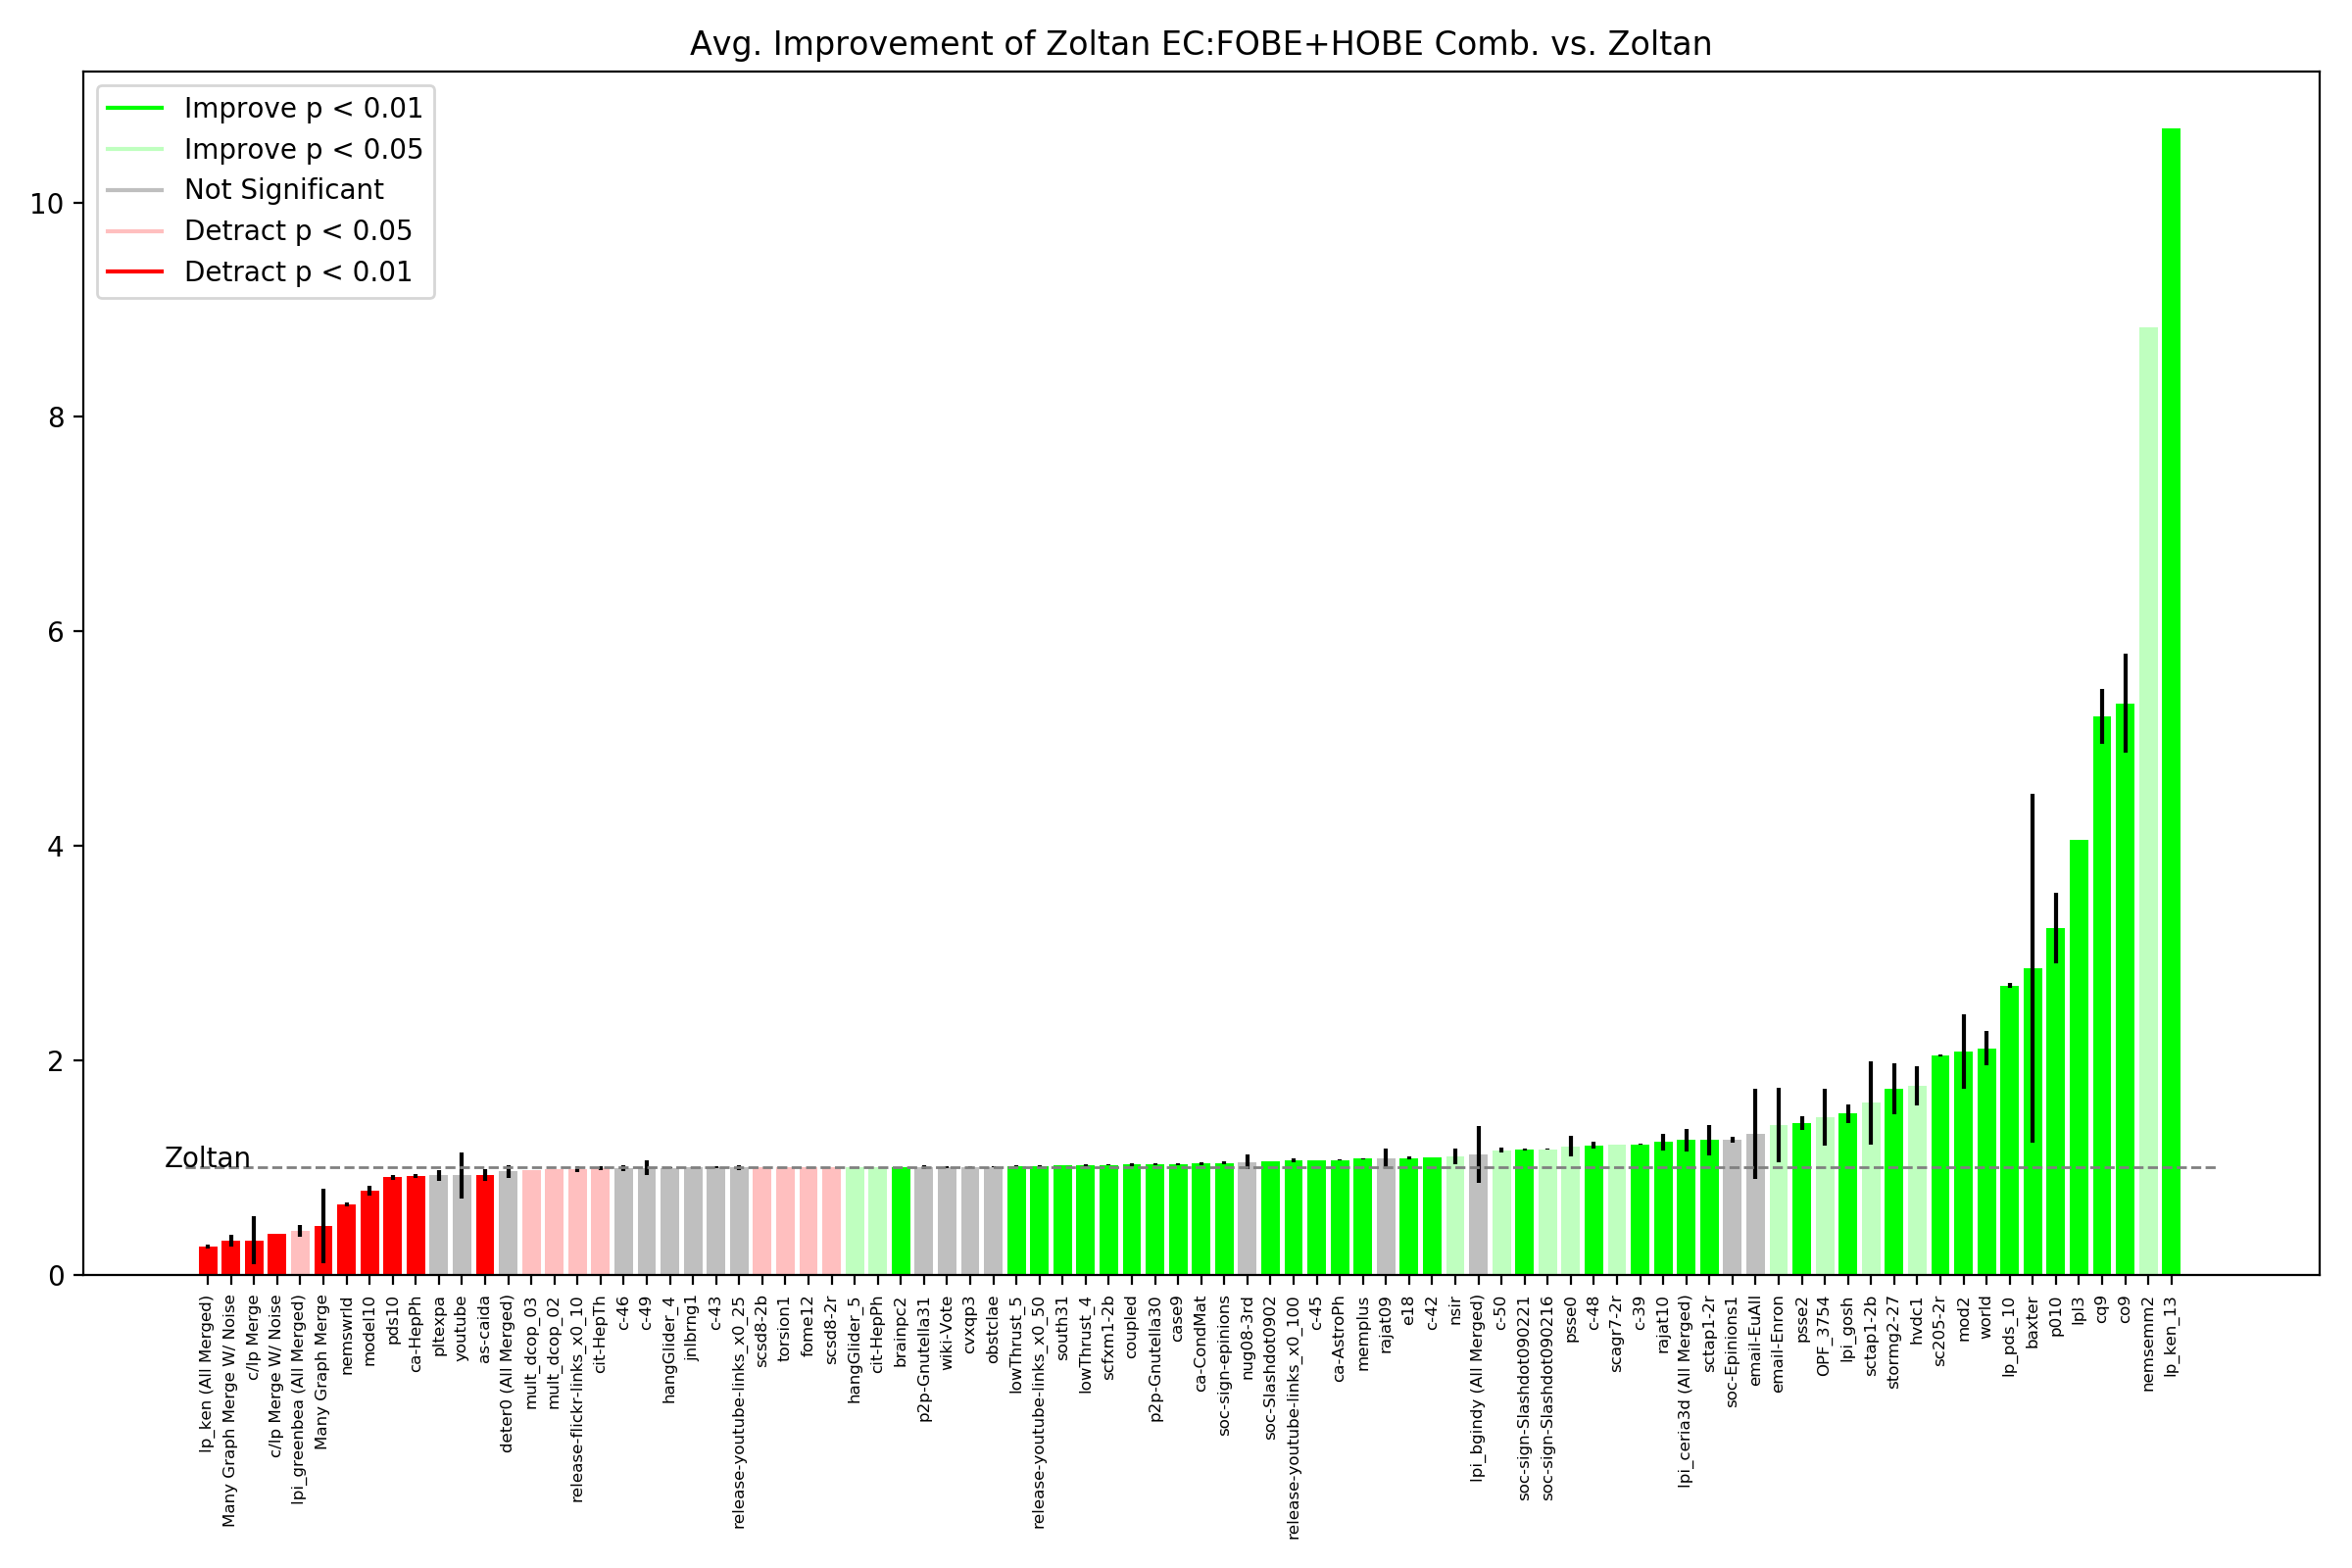 Avg. Improvement of Zoltan EC:FOBE+HOBE Comb. vs. Zoltan
Improve p < 0.01
Improve p < 0.05
Not Significant
Detract p < 0.05
Detract p < 0.01
10
8
6
4
2
0
Zoltan
lp_ken (All Merged)
Many Graph Merge W/ Noise
c/lp Merge
c/lp Merge W/ Noise
lpi_greenbea (All Merged)
Many Graph Merge
nemswrld
model10
pds10
ca-HepPh
pltexpa
youtube
as-caida
deter0 (All Merged)
mult_dcop_03
mult_dcop_02
release-flickr-links_x0_10
cit-HepTh
c-46
c-49
hangGlider_4
jnlbrng1
c-43
release-youtube-links_x0_25
scsd8-2b
torsion1
fome12
scsd8-2r
hangGlider_5
cit-HepPh
brainpc2
p2p-Gnutella31
wiki-Vote
cvxqp3
obstclae
lowThrust_5
release-youtube-links_x0_50
south31
lowThrust_4
scfxm1-2b
coupled
p2p-Gnutella30
case9
ca-CondMat
soc-sign-epinions
nug08-3rd
soc-Slashdot0902
release-youtube-links_x0_100
c-45
ca-AstroPh
memplus
rajat09
e18
c-42
nsir
lpi_bgindy (All Merged)
c-50
soc-sign-Slashdot090221
soc-sign-Slashdot090216
psse0
c-48
scagr7-2r
c-39
rajat10
lpi_ceria3d (All Merged)
sctap1-2r
soc-Epinions1
email-EuAll
email-Enron
psse2
OPF_3754
lpi_gosh
sctap1-2b
stormg2-27
hvdc1
sc205-2r
mod2
world
lp_pds_10
baxter
p010
lpl3
cq9
co9
nemsemm2
lp_ken_13